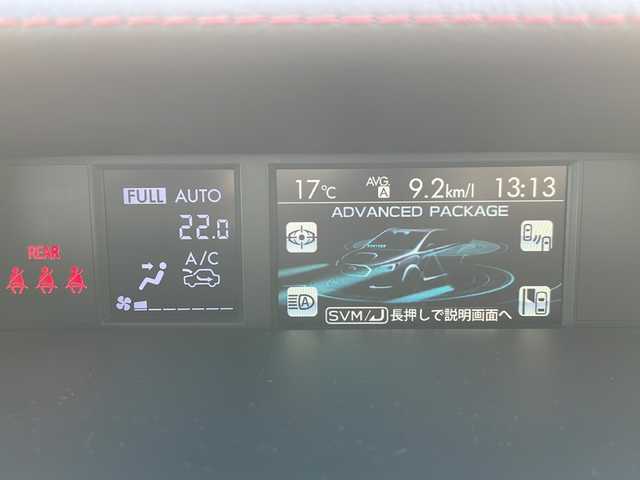 REAR
FULL AUTO
22.0
A/C
17°C AVG. A 9.2km/l 13:13
ADVANCED PACKAGE
A
SVM/ 長押しで説明画面へ